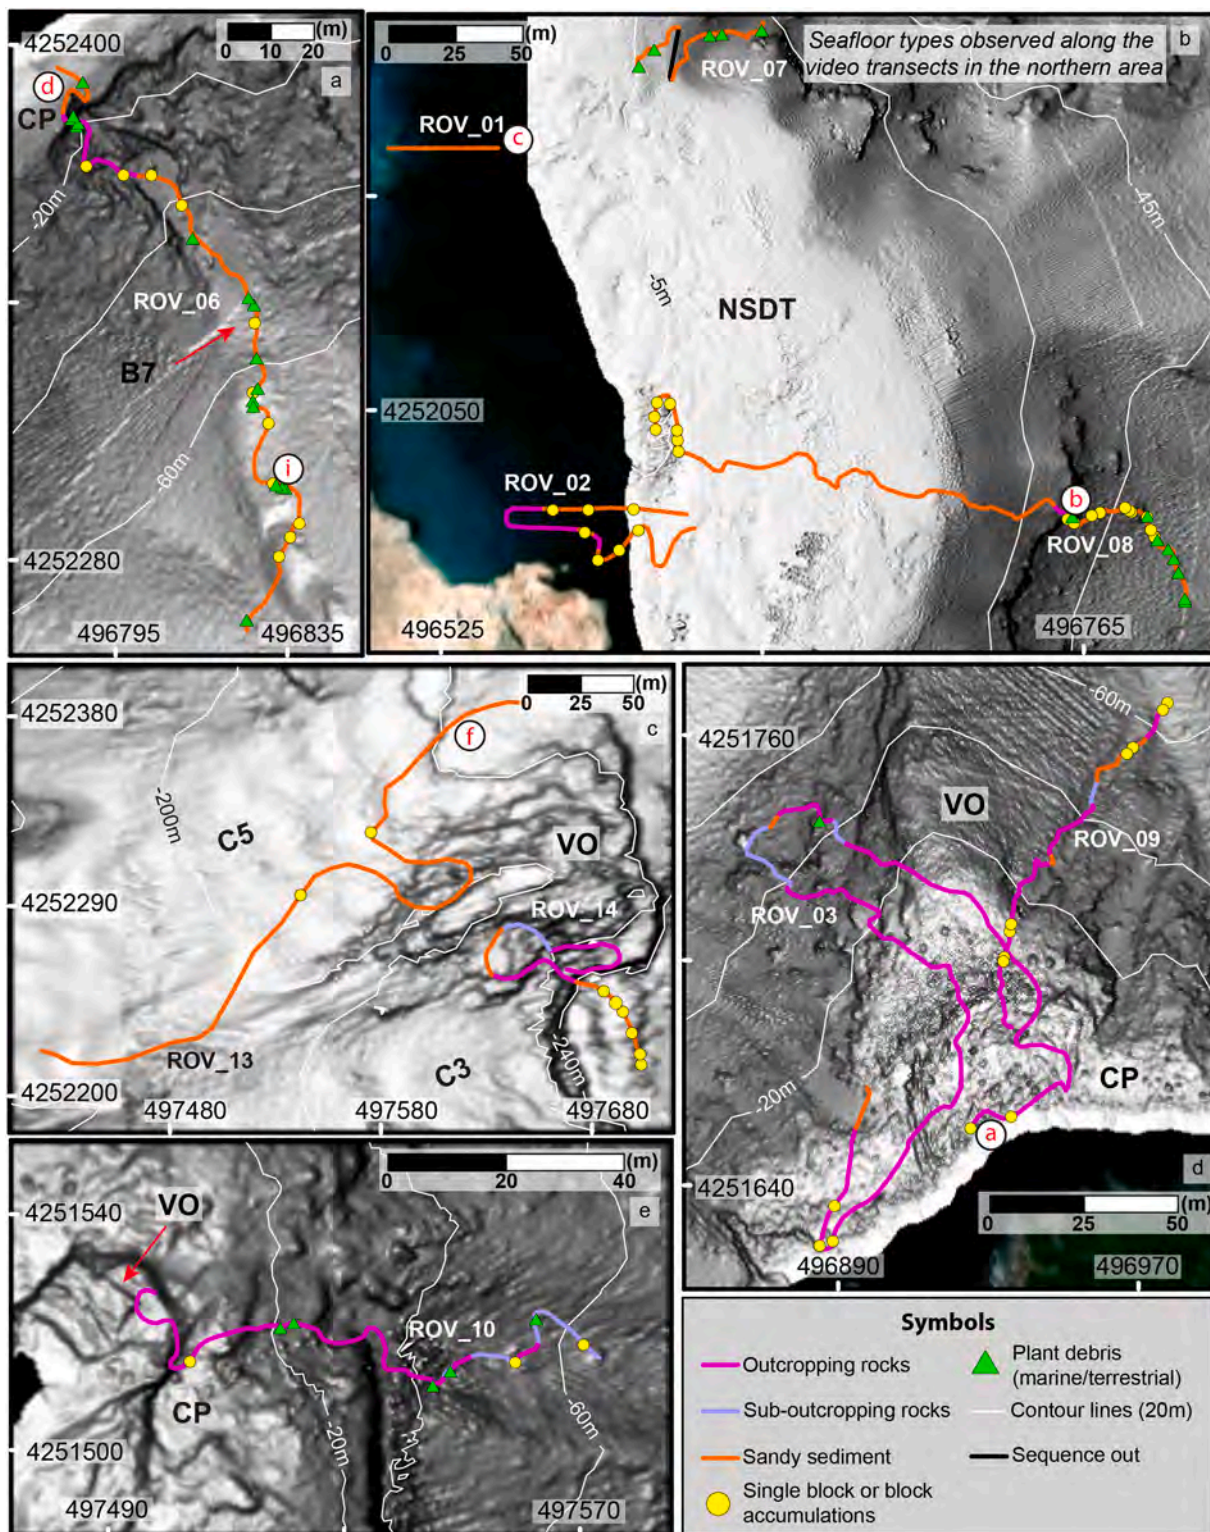 4252400
(m)
0 10 20
a
d
CP
-20m
ROV_06
B7
-60m
i
4252280
496795
496835
(m)
0 25 50
Seafloor types observed along the
video transects in the northern area
b
ROV_07
ROV_01
c
-45m
-5m
NSDT
4252050
ROV_02
b
ROV_08
496525
496765
4252380
(m)
0 25 50
c
f
-200m
C5
VO
4252290
ROV_14
ROV_13
-240m
C3
4252200
497480
497580
497680
-60m
4251760
VO
ROV_09
ROV_03
CP
-20m
a
d
4251640
(m)
0 25 50
496890
496970
(m)
0 20 40
e
VO
4251540
ROV_10
CP
-20m
-60m
4251500
497490
497570
Symbols
Outcropping rocks
Plant debris
(marine/terrestrial)
Sub-outcropping rocks
Contour lines (20m)
Sandy sediment
Sequence out
Single block or block
accumulations